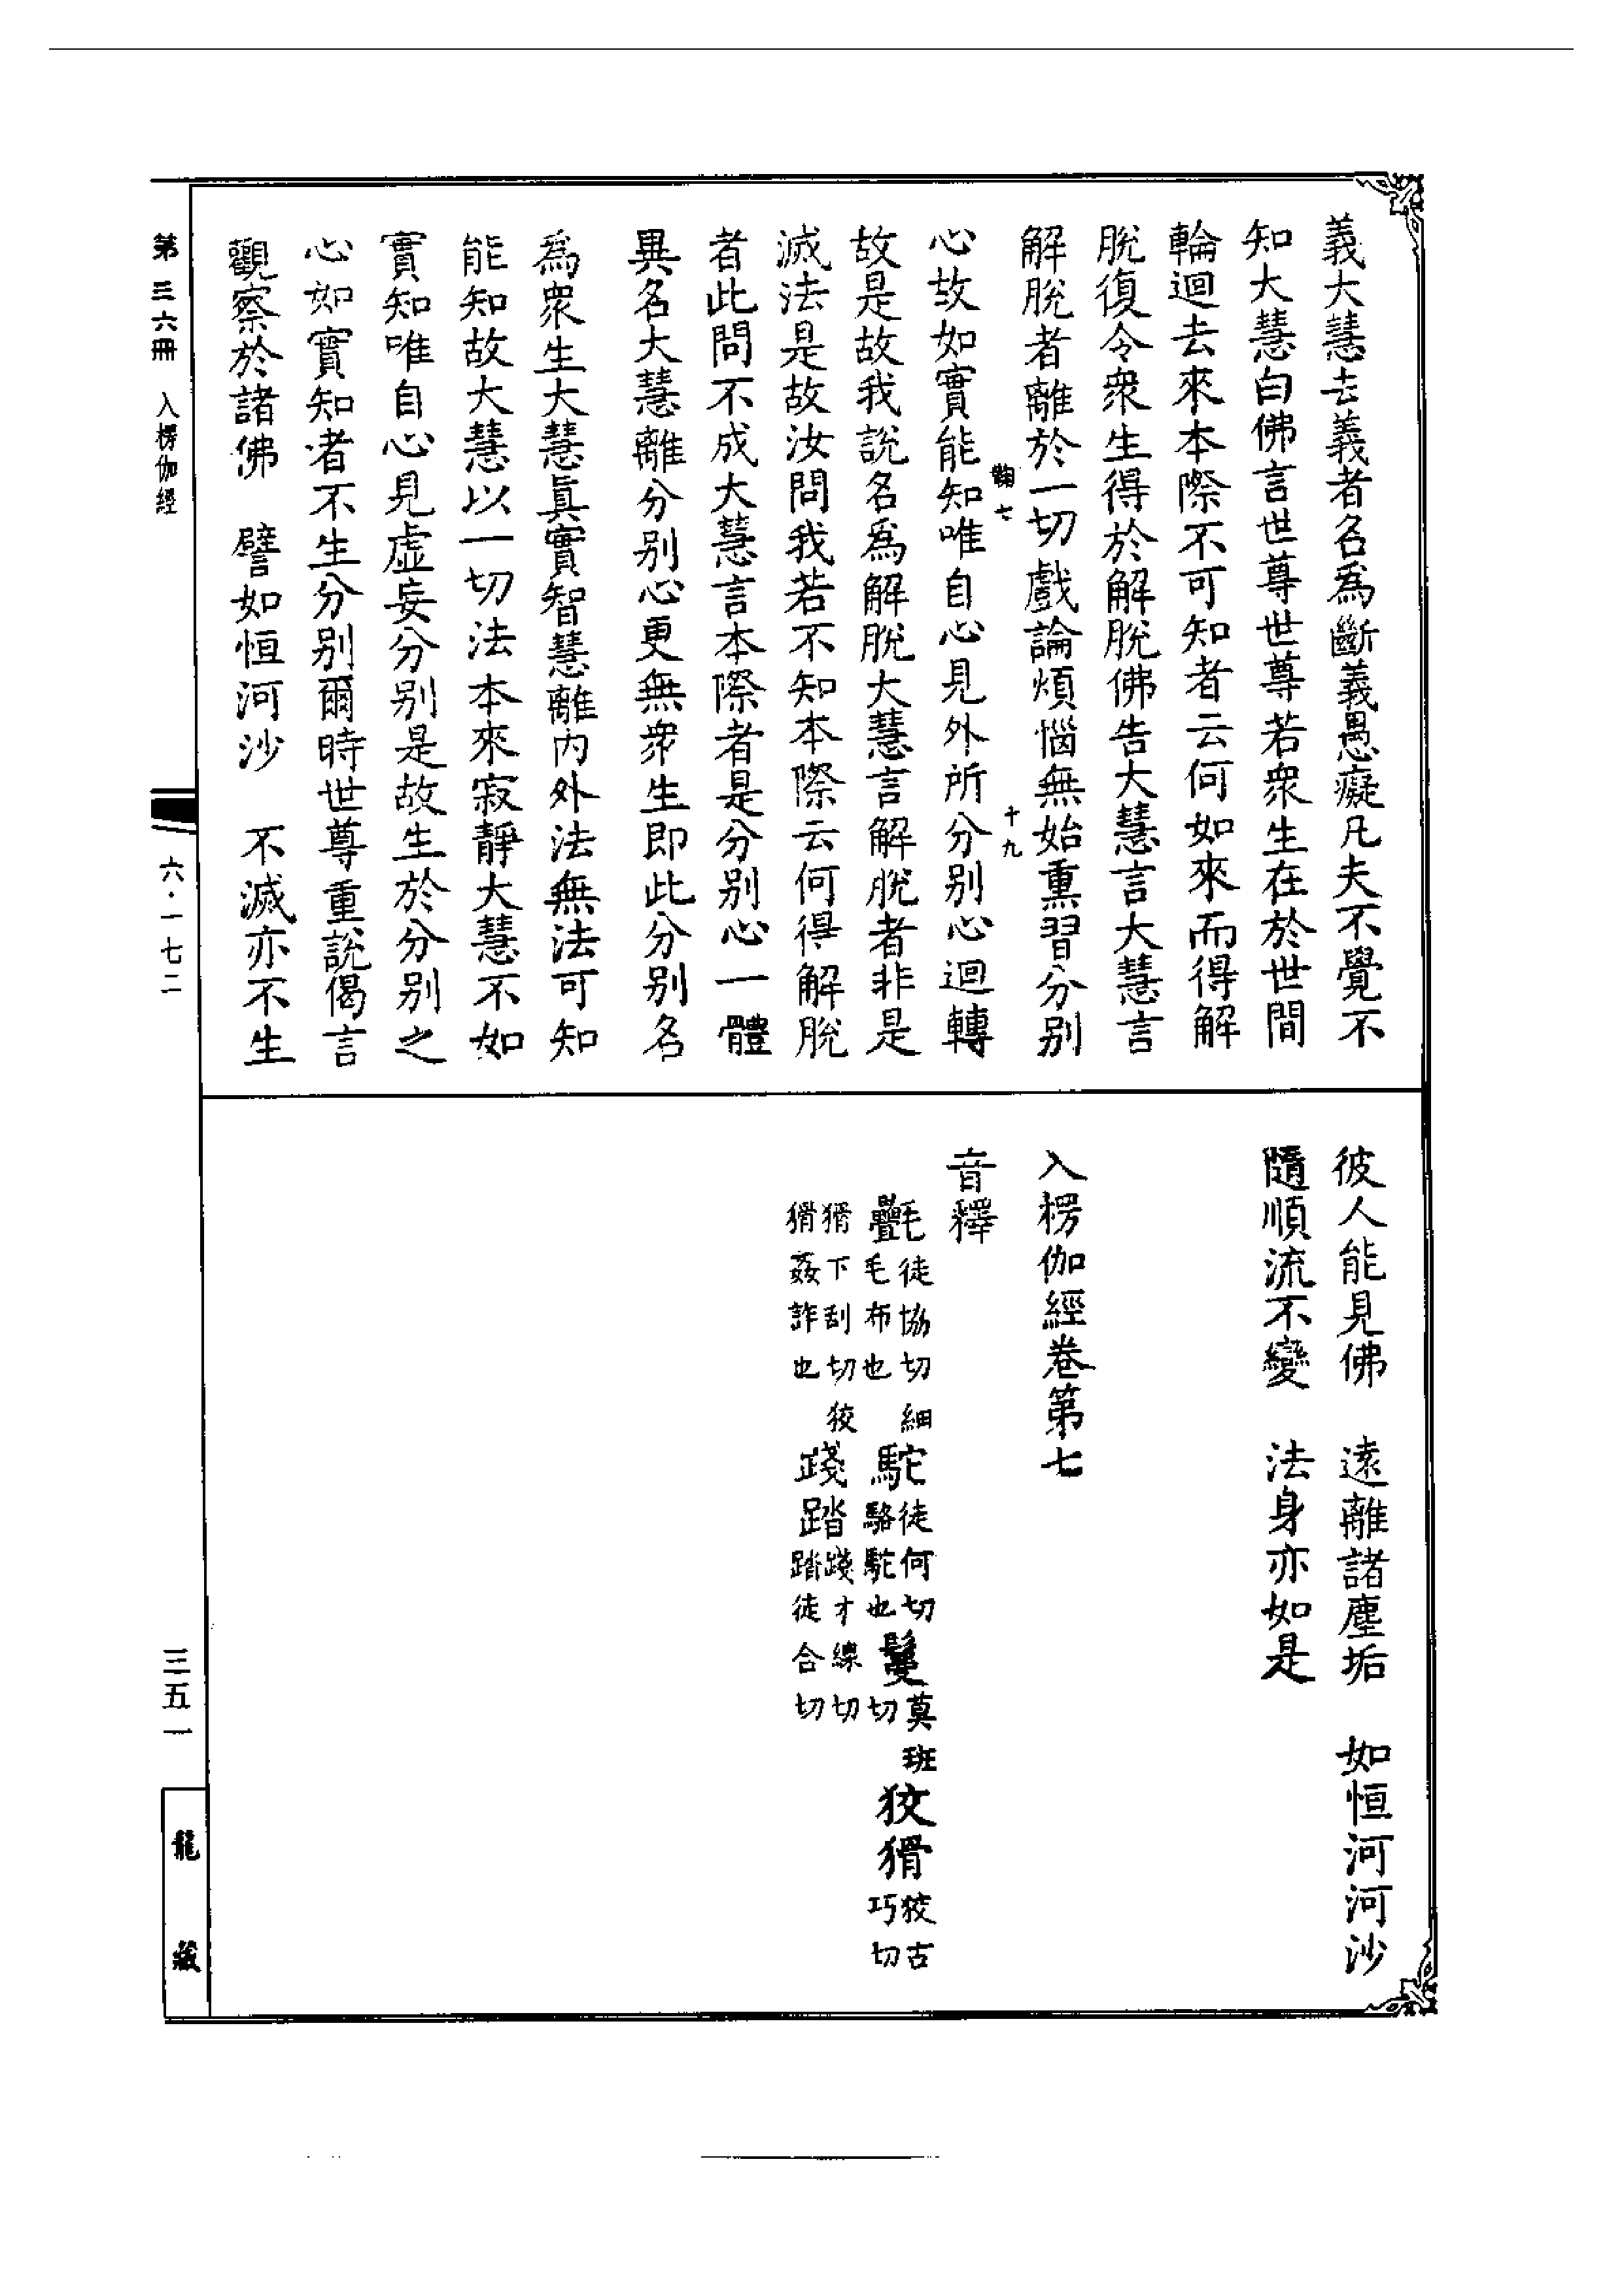 義大慧去義者名爲斷義愚癡凡夫不覺不
知大慧白佛言世尊世尊若衆生在於世間
輪迴去來本際不可知者云何如來而得解
脫復令衆生得於解脫佛告大慧言大慧言
解脫者離於一切戲論煩惱無始熏習分別
心故如實能知唯自心見外所分別心迴轉
故是故我說名爲解脫大慧言解脫者非是
滅法是故汝問我若不知本際云何得解脫
者此問不成大慧言本際者是分別心一體
異名大慧離分別心更無衆生即此分別名
爲衆生大慧眞實智慧離內外法無法可知
能知故大慧以一切法本來寂靜大慧不如
實知唯自心見虛妄分別是故生於分別之
心如實知者不生分別爾時世尊重說偈言
觀察於諸佛　譬如恒河沙　不滅亦不生
彼人能見佛　遠離諸塵垢　如恒河河沙
隨順流不變　法身亦如是
入楞伽經卷第七
音釋
氎徒協切細毛布也　駝徒何切駱駝也　鬘莫班切　狡猾狡古巧切
猾下刮切狡猾姦詐也　踐踏踐才線切踏徒合切
七
十九
第三六冊　入楞伽經
六·一七二
三五一
龍藏